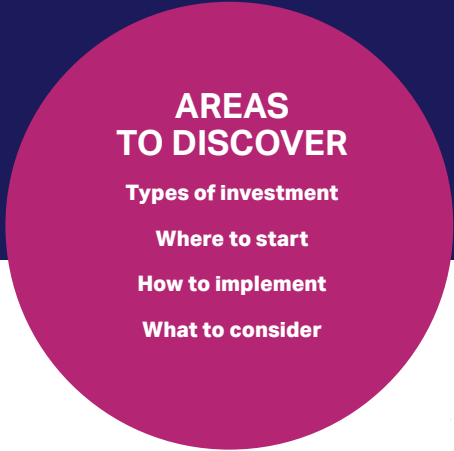 AREAS
TO DISCOVER
Types of investment
Where to start
How to implement
What to consider